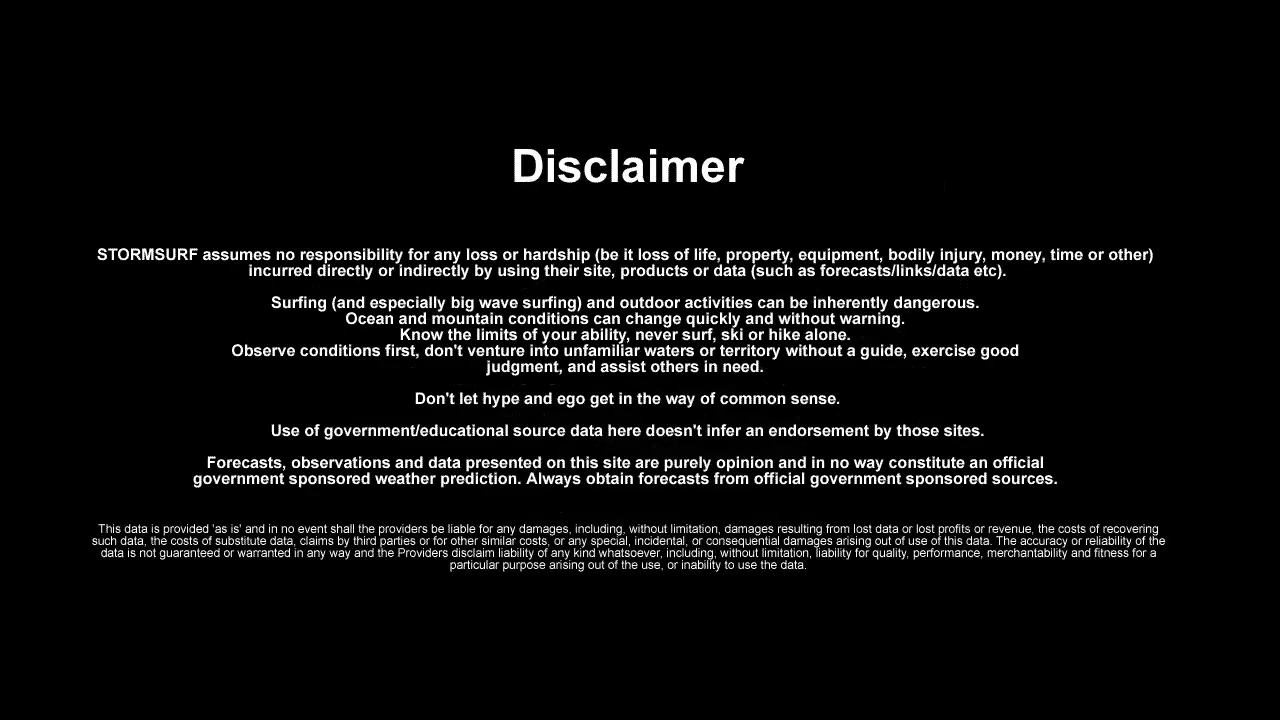 Disclaimer
STORMSURF assumes no responsibility for any loss or hardship (be it loss of life, property, equipment, bodily injury, money, time or other)
incurred directly or indirectly by using their site, products or data (such as forecasts/links/data etc).
Surfing (and especially big wave surfing) and outdoor activities can be inherently dangerous.
Ocean and mountain conditions can change quickly and without warning.
Know the limits of your ability, never surf, ski or hike alone.
Observe conditions first, don't venture into unfamiliar waters or territory without a guide, exercise good
judgment, and assist others in need.
Don't let hype and ego get in the way of common sense.
Use of government/educational source data here doesn't infer an endorsement by those sites.
Forecasts, observations and data presented on this site are purely opinion and in no way constitute an official
government sponsored weather prediction. Always obtain forecasts from official government sponsored sources.
This data is provided 'as is' and in no event shall the providers be liable for any damages, including, without limitation, damages resulting from lost data or lost profits or revenue, the costs of recovering
such data, the costs of substitute data, claims by third parties or for other similar costs, or any special, incidental, or consequential damages arising out of use of this data. The accuracy or reliability of the
data is not guaranteed or warranted in any way and the Providers disclaim liability of any kind whatsoever, including, without limitation, liability for quality, performance, merchantability and fitness for a
particular purpose arising out of the use, or inability to use the data.